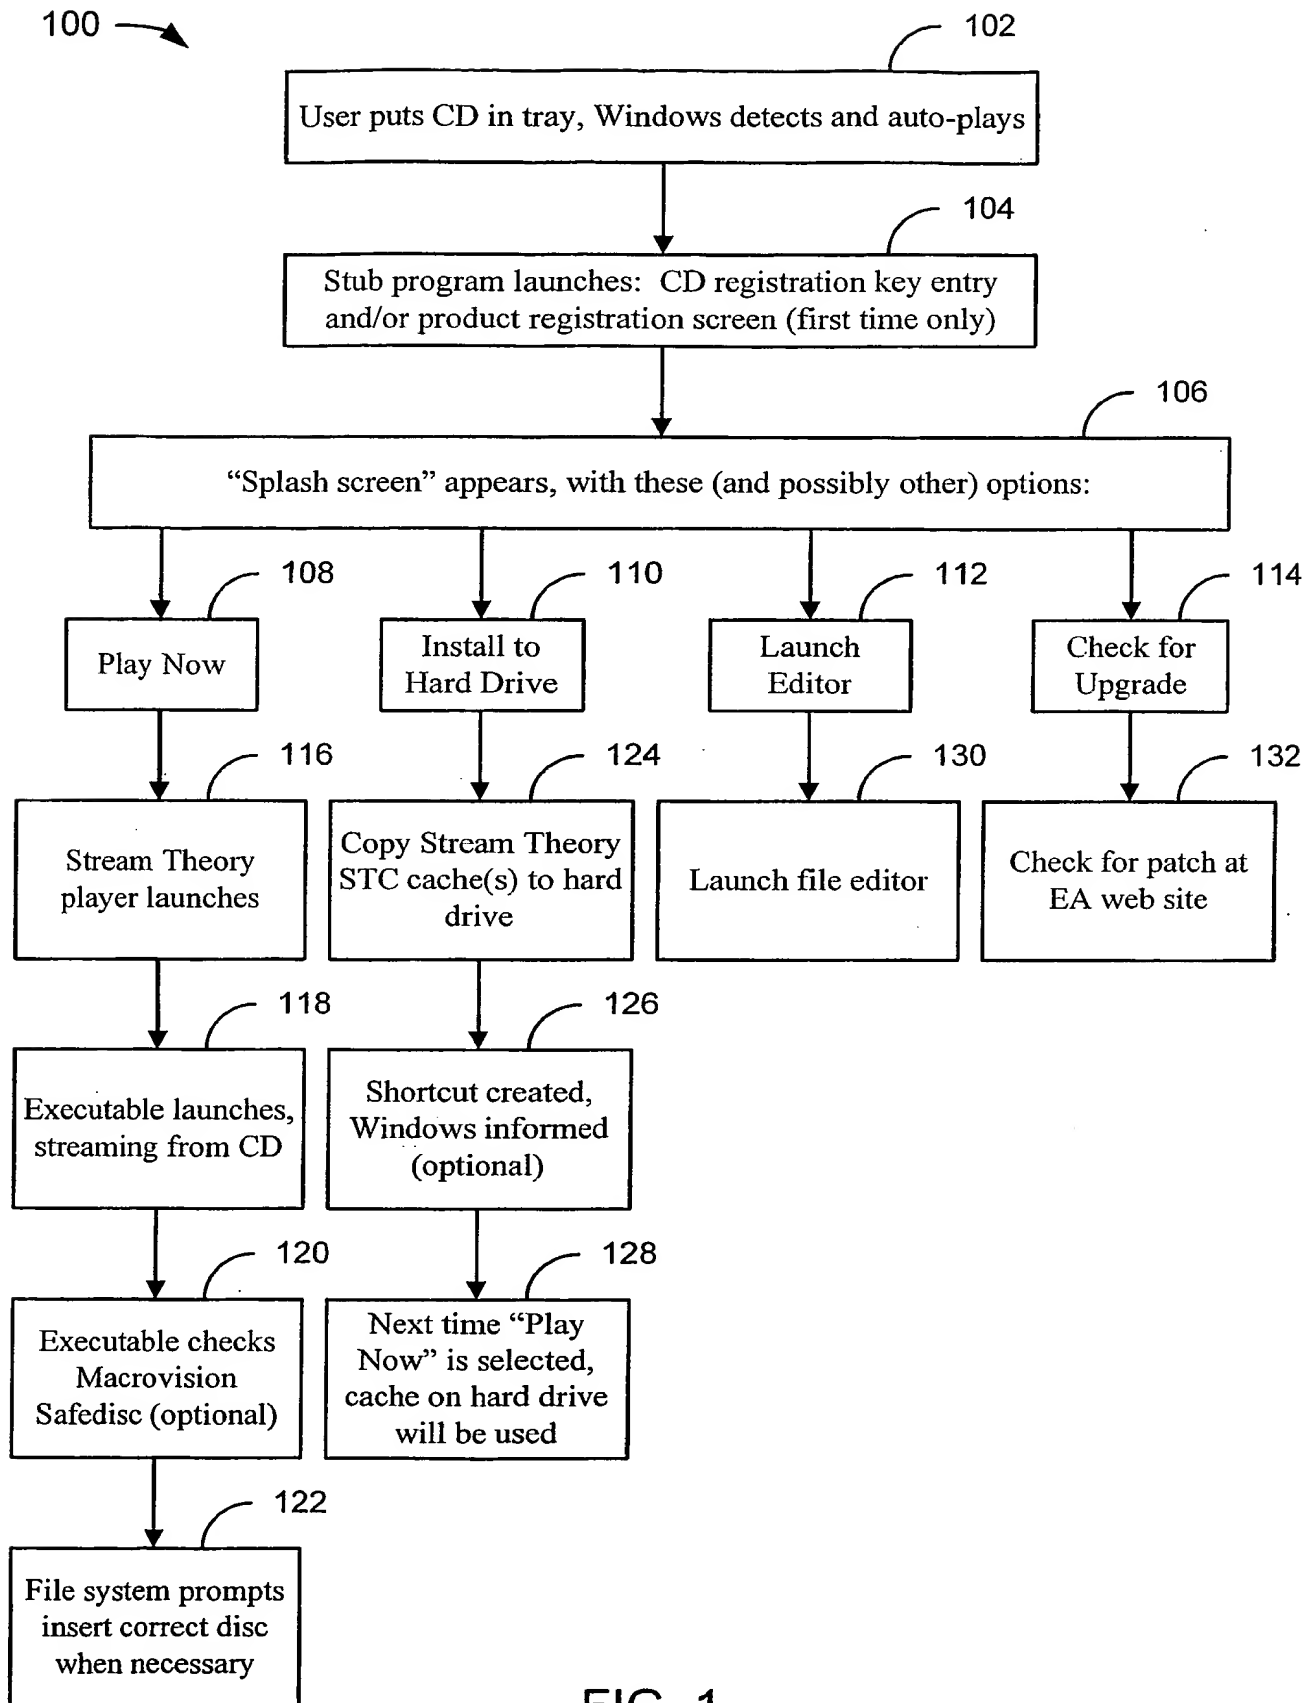 100
102
User puts CD in tray, Windows detects and auto-plays
104
Stub program launches: CD registration key entry
and/or product registration screen (first time only)
106
“Splash screen” appears, with these (and possibly other) options:
108
Play Now
110
Install to
Hard Drive
112
Launch
Editor
114
Check for
Upgrade
116
Stream Theory
player launches
124
Copy Stream Theory
STC cache(s) to hard
drive
130
Launch file editor
132
Check for patch at
EA web site
118
Executable launches,
streaming from CD
126
Shortcut created,
Windows informed
(optional)
120
Executable checks
Macrovision
Safedisc (optional)
128
Next time “Play
Now” is selected,
cache on hard drive
will be used
122
File system prompts
insert correct disc
when necessary
FIG. 1